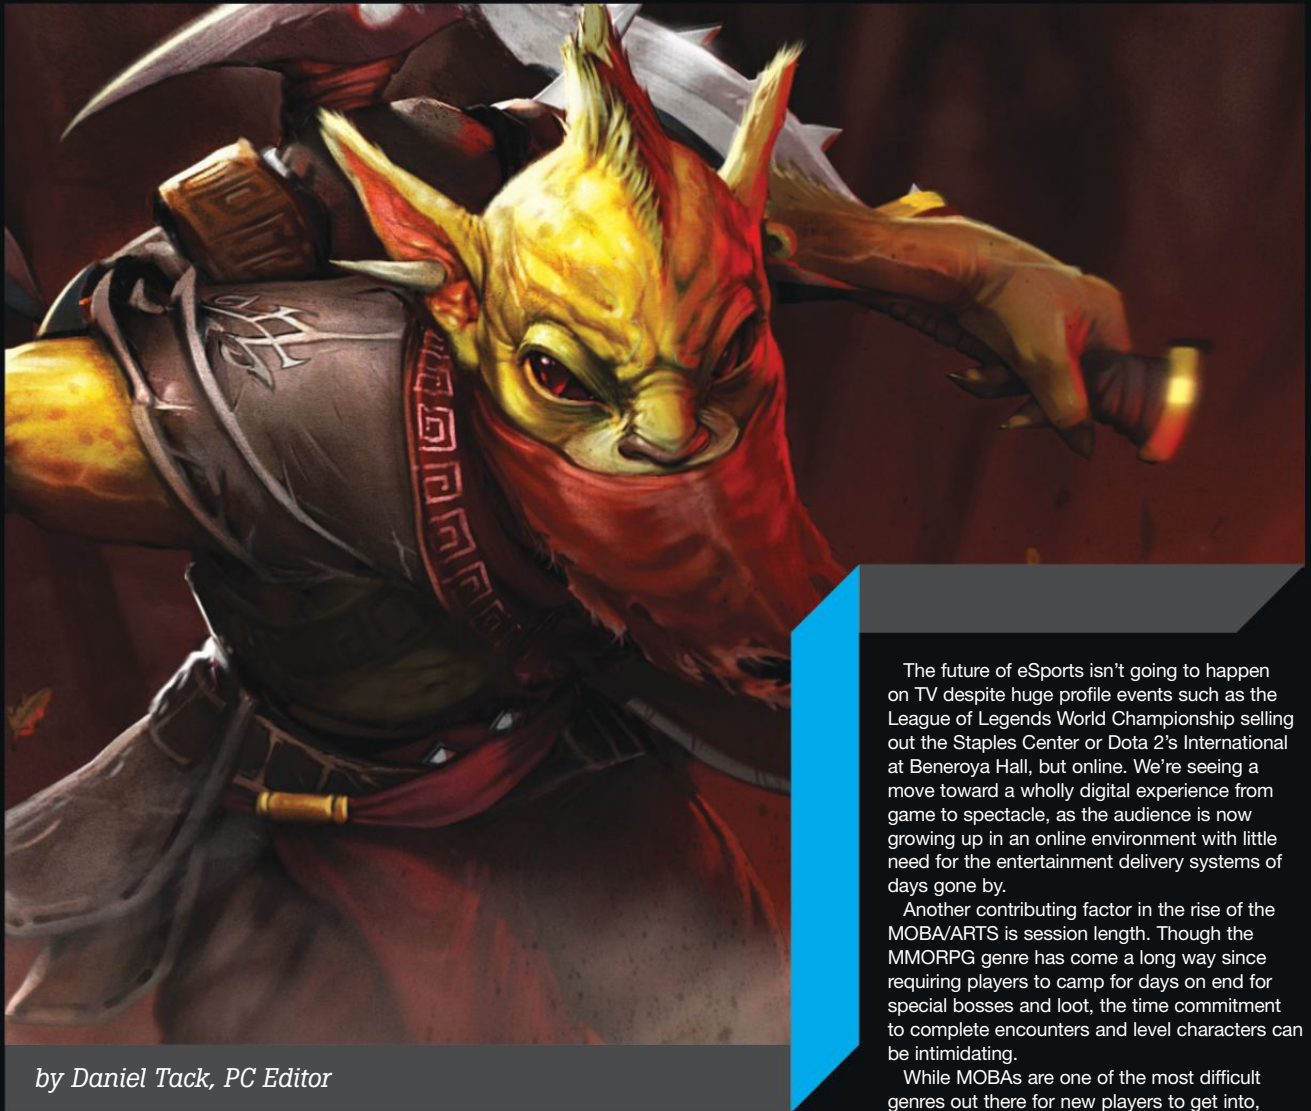 The future of eSports isn't going to happen
on TV despite huge profile events such as the
League of Legends World Championship selling
out the Staples Center or Dota 2's International
at Beneroya Hall, but online. We're seeing a
move toward a wholly digital experience from
game to spectacle, as the audience is now
growing up in an online environment with little
need for the entertainment delivery systems of
days gone by.
Another contributing factor in the rise of the
MOBA/ARTS is session length. Though the
MMORPG genre has come a long way since
requiring players to camp for days on end for
special bosses and loot, the time commitment
to complete encounters and level characters can
be intimidating.
While MOBAs are one of the most difficult
genres out there for new players to get into,
by Daniel Tack, PC Editor